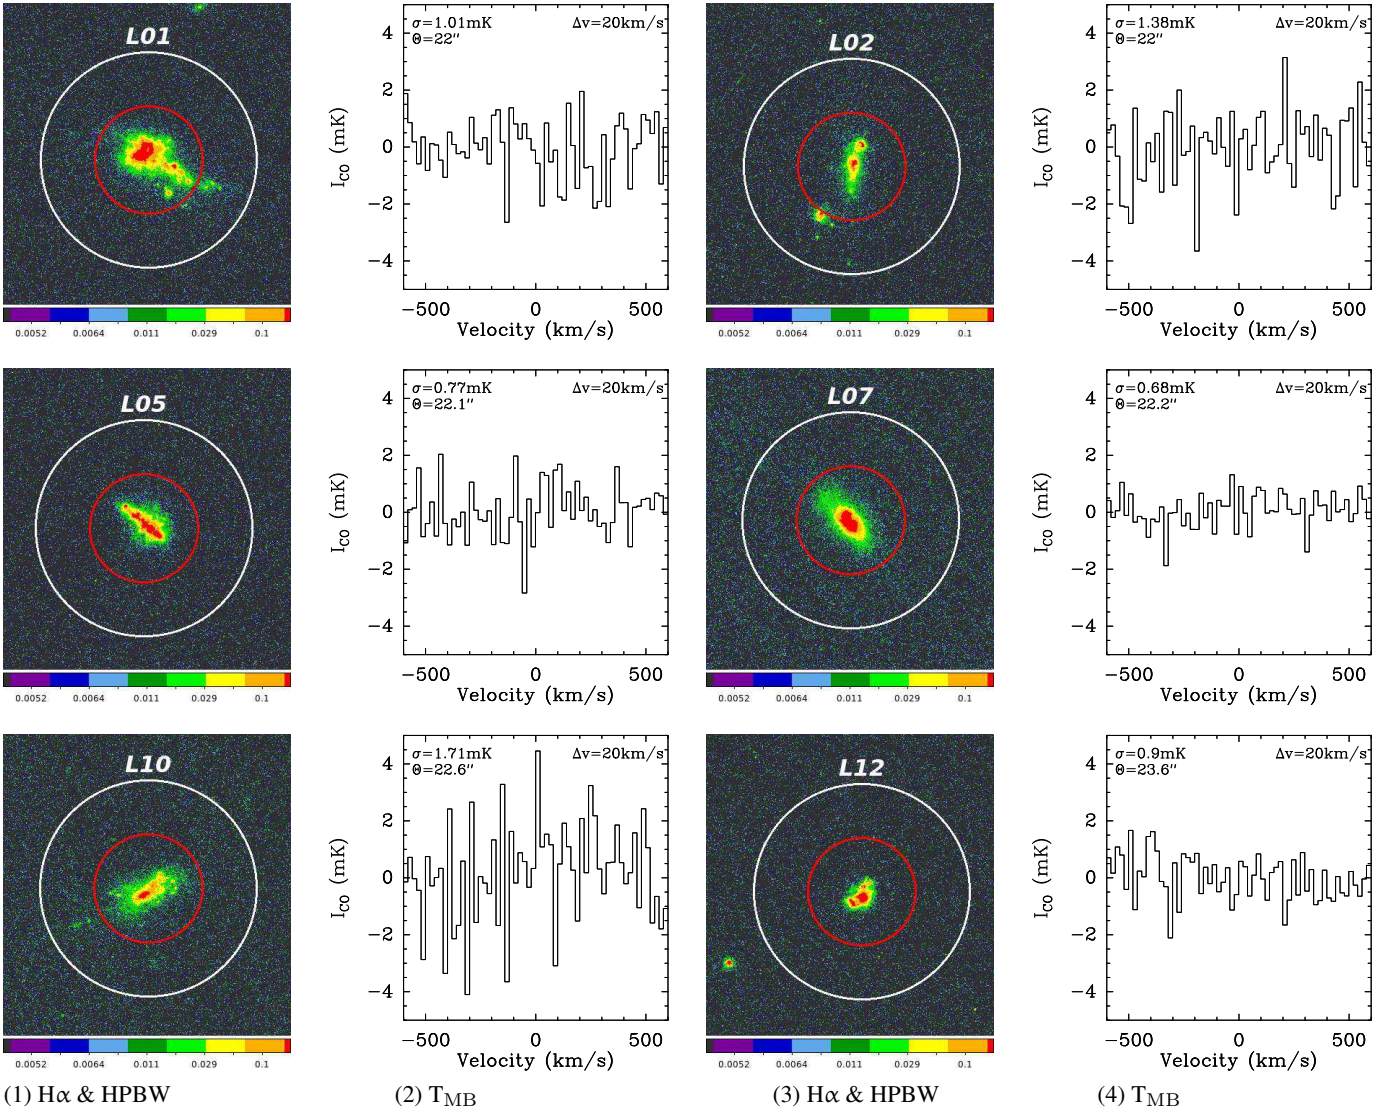 L01
σ=1.01mK Δv=20km/s
Θ=22″
L02
σ=1.38mK Δv=20km/s
Θ=22″
4
2
0
−2
−4
I_CO (mK)
4
2
0
−2
−4
I_CO (mK)
0.0052 0.0064 0.011 0.029 0.1
−500 0 500
Velocity (km/s)
0.0052 0.0064 0.011 0.029 0.1
−500 0 500
Velocity (km/s)
L05
σ=0.77mK Δv=20km/s
Θ=22.1″
L07
σ=0.68mK Δv=20km/s
Θ=22.2″
4
2
0
−2
−4
I_CO (mK)
4
2
0
−2
−4
I_CO (mK)
0.0052 0.0064 0.011 0.029 0.1
−500 0 500
Velocity (km/s)
0.0052 0.0064 0.011 0.029 0.1
−500 0 500
Velocity (km/s)
L10
σ=1.71mK Δv=20km/s
Θ=22.6″
L12
σ=0.9mK Δv=20km/s
Θ=23.6″
4
2
0
−2
−4
I_CO (mK)
4
2
0
−2
−4
I_CO (mK)
0.0052 0.0064 0.011 0.029 0.1
−500 0 500
Velocity (km/s)
0.0052 0.0064 0.011 0.029 0.1
−500 0 500
Velocity (km/s)
(1) Hα & HPBW (2) T_MB (3) Hα & HPBW (4) T_MB